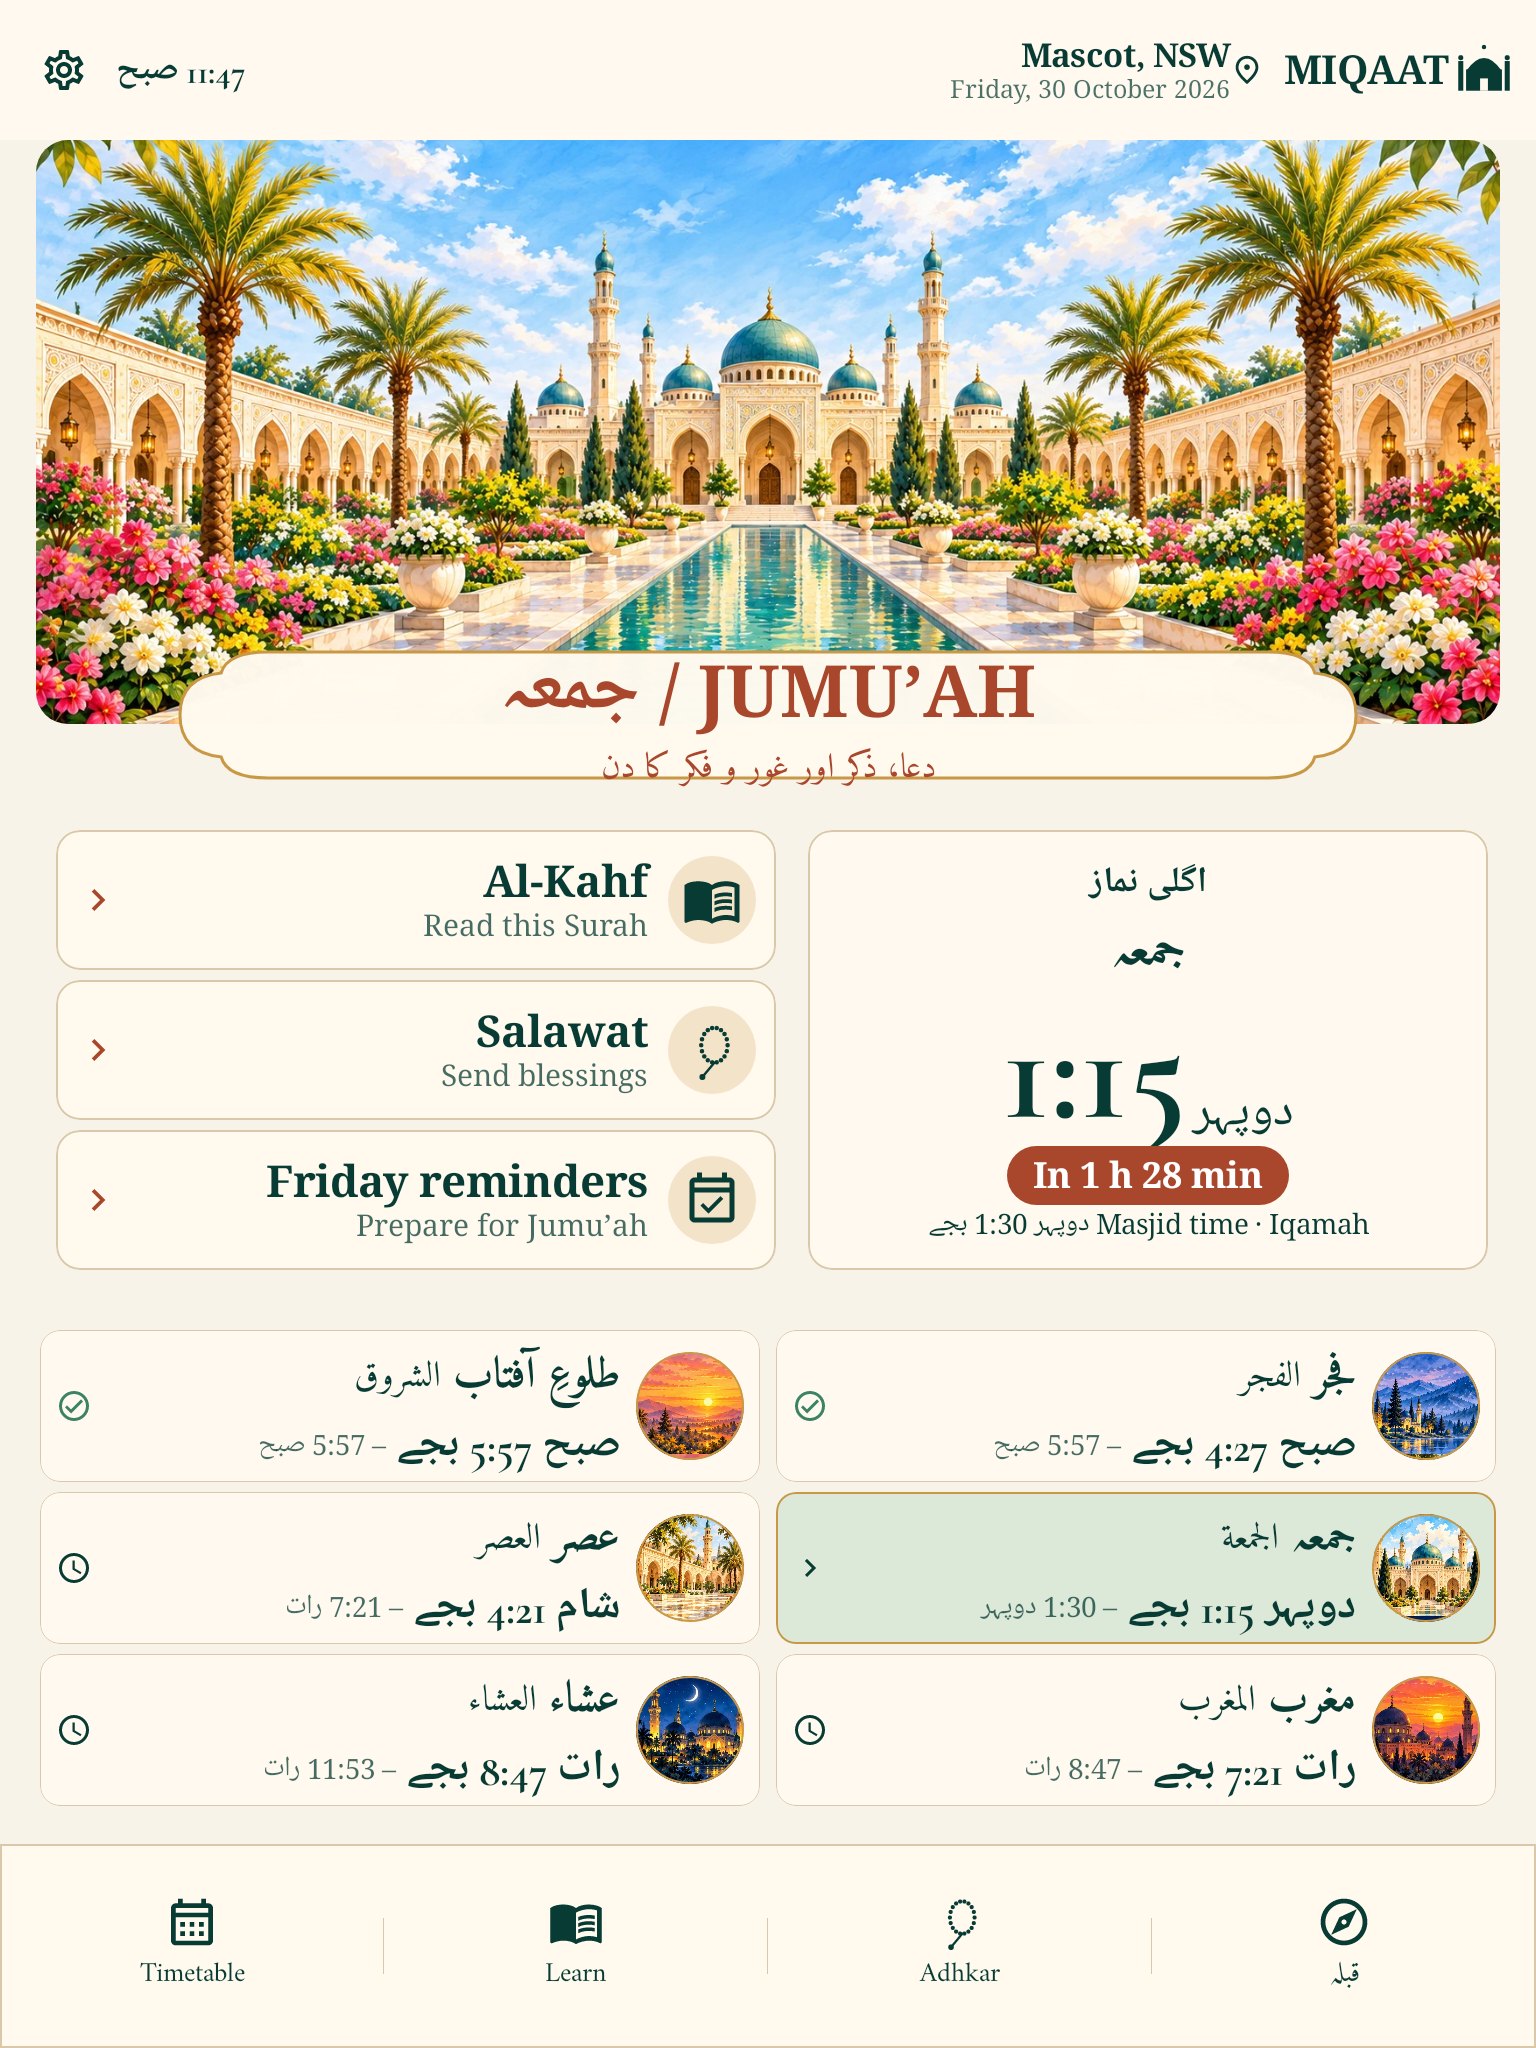 MIQAAT
Mascot, NSW
Friday, 30 October 2026
11:47 صبح
جمعہ / JUMU’AH
دعا، ذکر اور غور و فکر کا دن
اگلی نماز
جمعہ
1:15 دوپہر
In 1 h 28 min
Masjid time · Iqamah دوپہر 1:30 بجے
Al-Kahf
Read this Surah
Salawat
Send blessings
Friday reminders
Prepare for Jumu’ah
فجر الفجر
صبح 4:27 بجے – 5:57 صبح
طلوعِ آفتاب الشروق
صبح 5:57 بجے – 5:57 صبح
جمعہ الجمعة
دوپہر 1:15 بجے – 1:30 دوپہر
عصر العصر
شام 4:21 بجے – 7:21 رات
مغرب المغرب
رات 7:21 بجے – 8:47 رات
عشاء العشاء
رات 8:47 بجے – 11:53 رات
قبلہ
Adhkar
Learn
Timetable